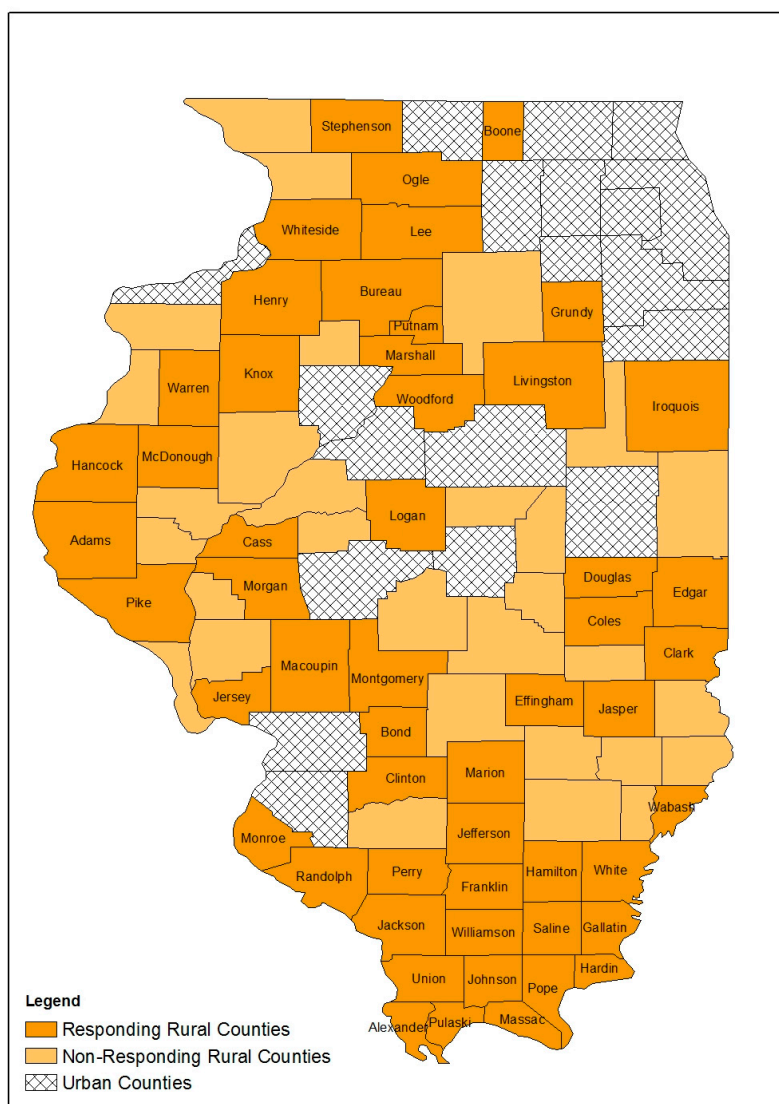 Stephenson
Boone
Ogle
Whiteside
Lee
Henry
Bureau
Putnam
Grundy
Marshall
Knox
Warren
Woodford
Livingston
Iroquois
Hancock
McDonough
Logan
Adams
Cass
Pike
Morgan
Douglas
Edgar
Coles
Clark
Macoupin
Montgomery
Jersey
Effingham
Jasper
Bond
Clinton
Marion
Wabash
Monroe
Jefferson
Randolph
Perry
Franklin
Hamilton
White
Jackson
Williamson
Saline
Gallatin
Union
Johnson
Pope
Hardin
Alexander
Pulaski
Massac
Legend
Responding Rural Counties
Non-Responding Rural Counties
Urban Counties